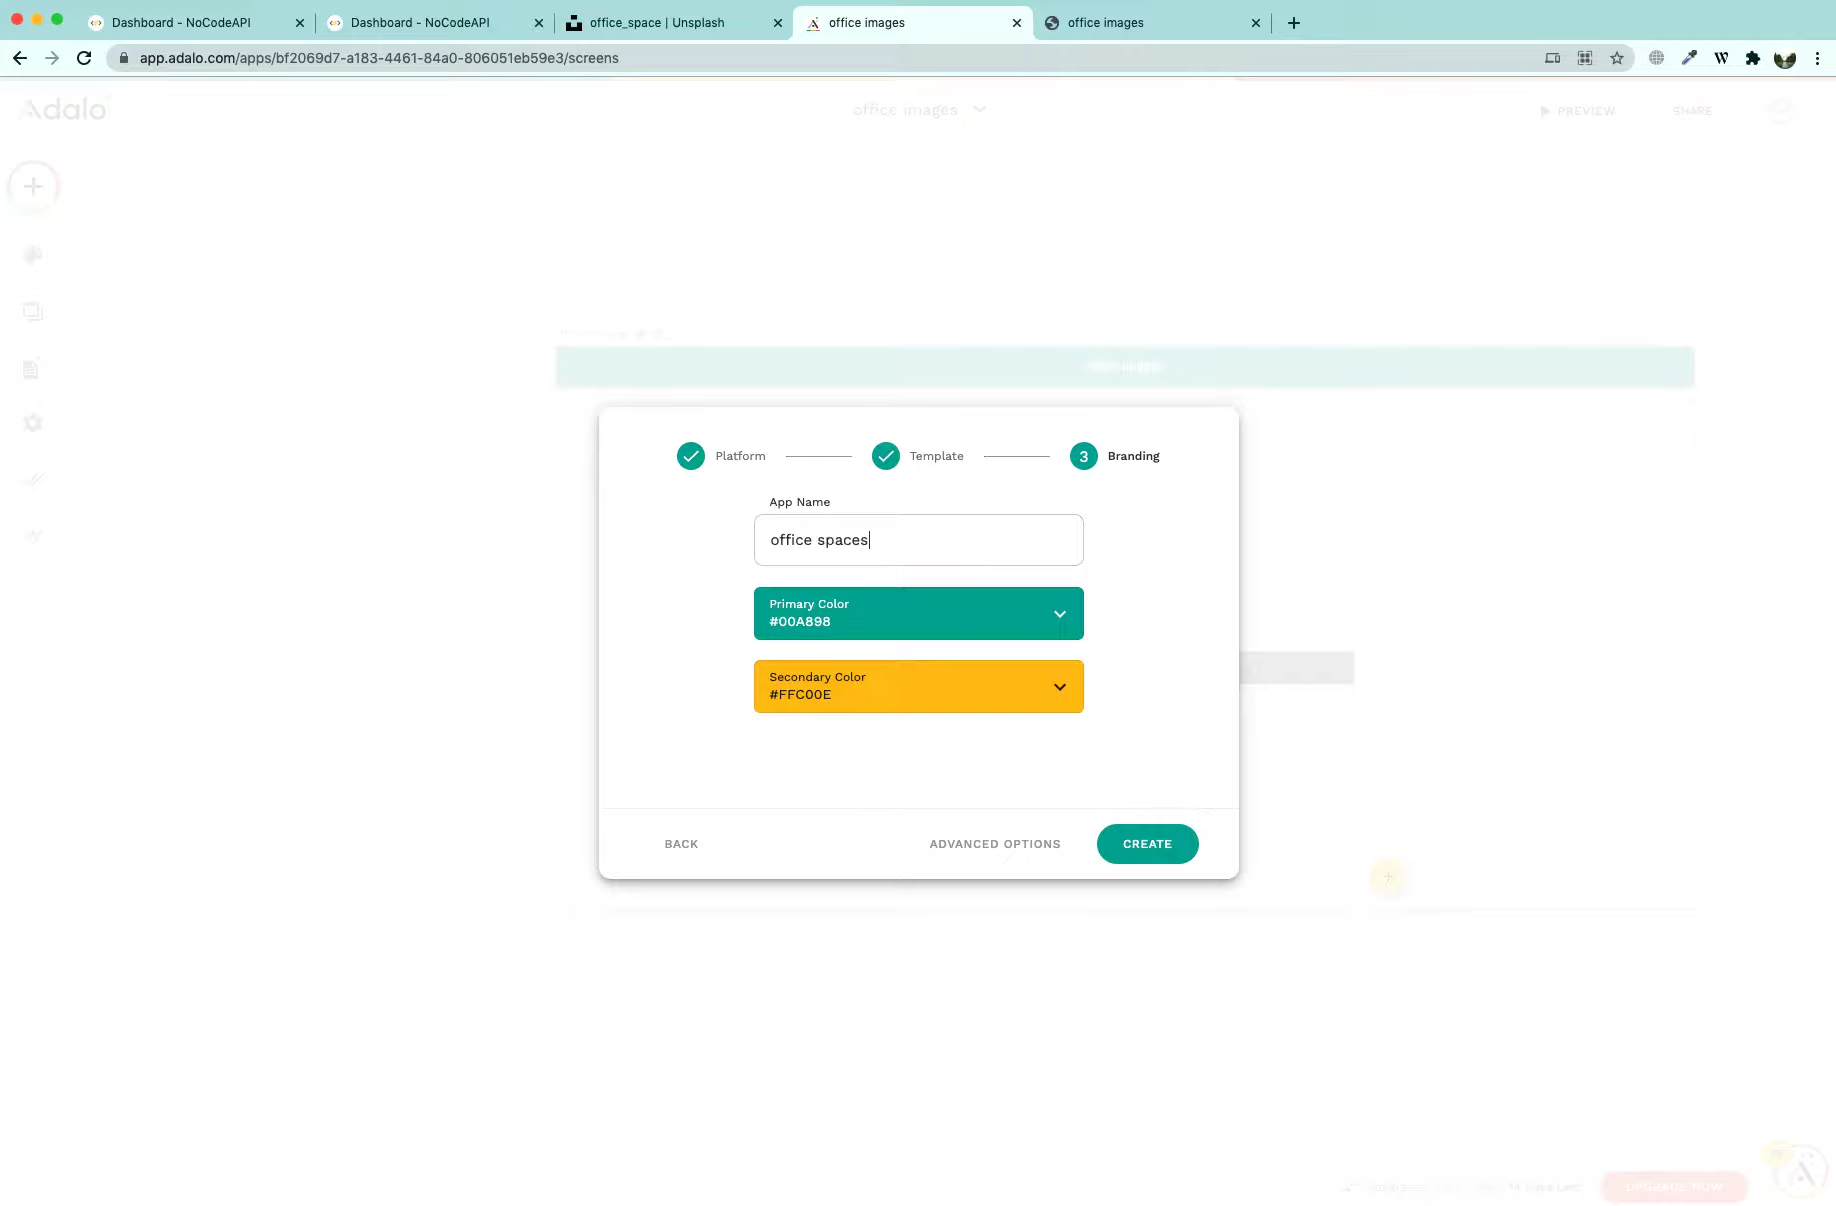 Dashboard - NoCodeAPI
Dashboard - NoCodeAPI
office_space | Unsplash
office images
office images
app.adalo.com/apps/bf2069d7-a183-4461-84a0-806051eb59e3/screens
Adalo
office images
PREVIEW
SHARE
Platform
Template
3
Branding
App Name
office spaces
Primary Color
#00A898
Secondary Color
#FFC00E
BACK
ADVANCED OPTIONS
CREATE
UPGRADE NOW